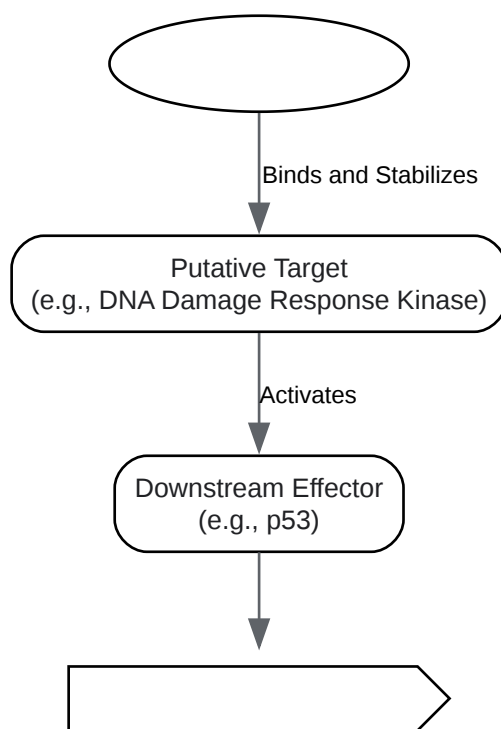 Binds and Stabilizes
Putative Target
(e.g., DNA Damage Response Kinase)
Activates
Downstream Effector
(e.g., p53)